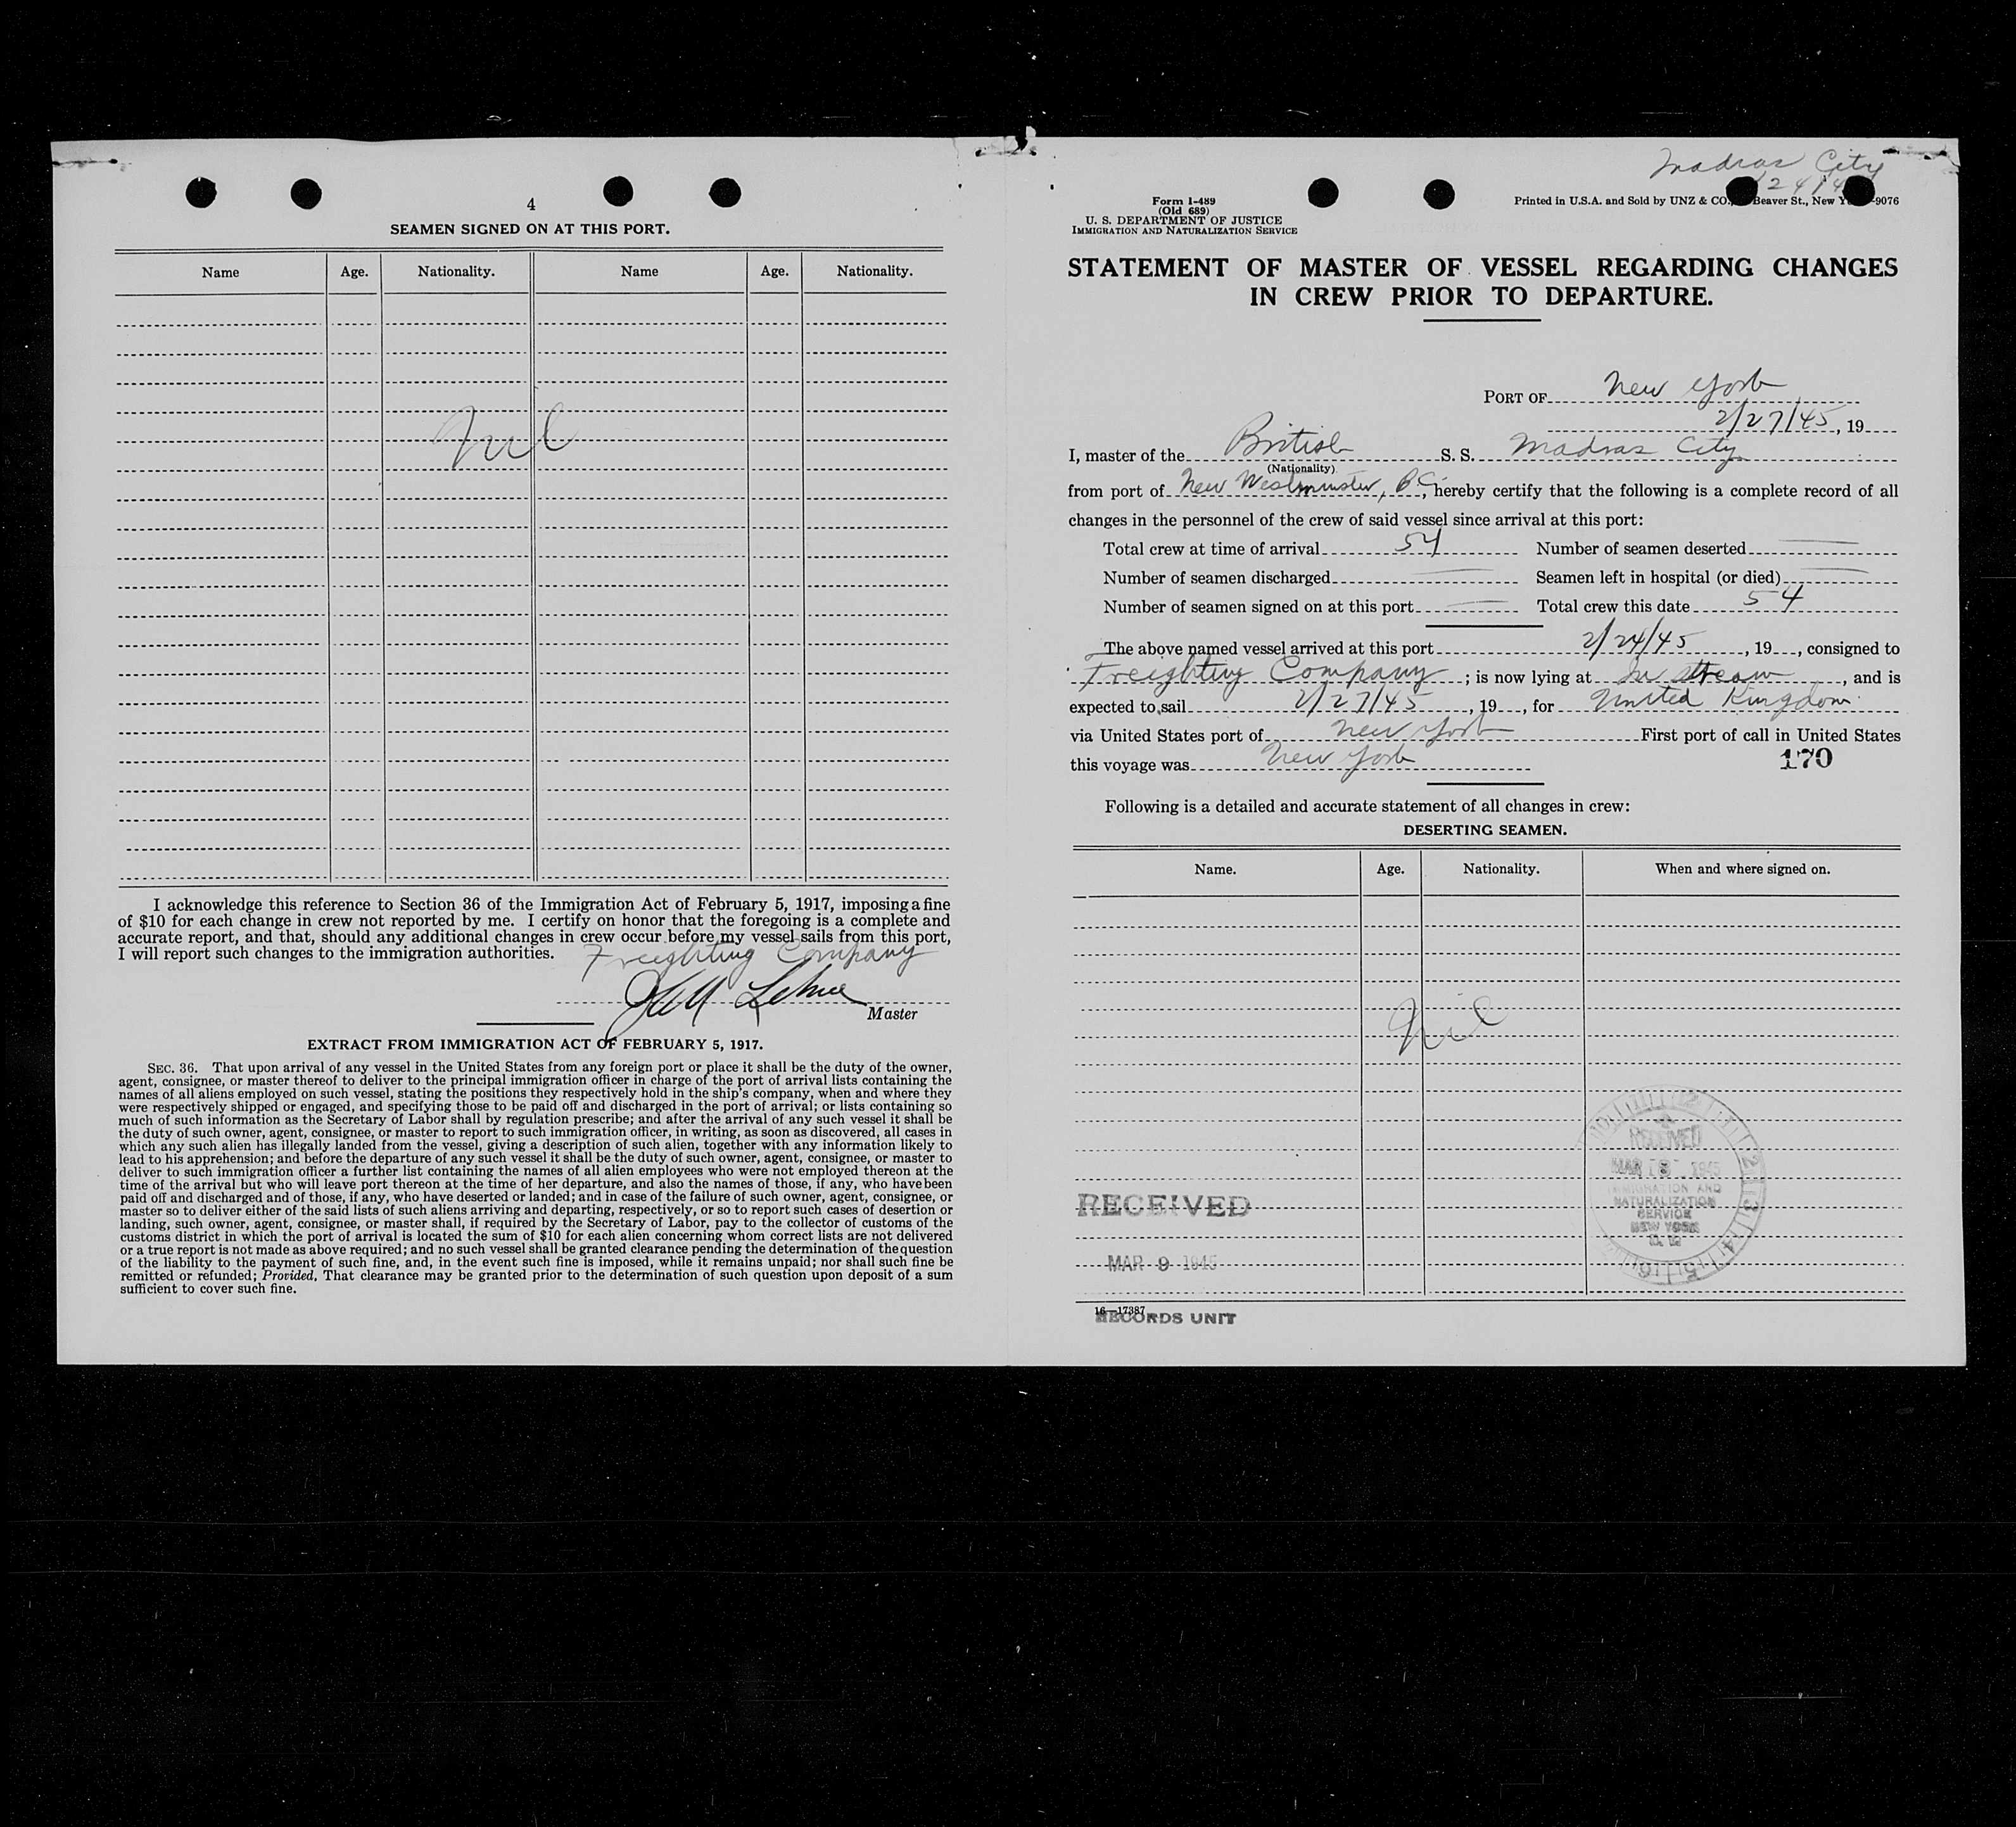 4
SEAMEN SIGNED ON AT THIS PORT.
Name Age. Nationality. Name Age. Nationality.
Nil
I acknowledge this reference to Section 36 of the Immigration Act of February 5, 1917, imposing a fine
of $10 for each change in crew not reported by me. I certify on honor that the foregoing is a complete and
accurate report, and that, should any additional changes in crew occur before my vessel sails from this port,
I will report such changes to the immigration authorities.
Freighting Company
Master
EXTRACT FROM IMMIGRATION ACT OF FEBRUARY 5, 1917.
SEC. 36. That upon arrival of any vessel in the United States from any foreign port or place it shall be the duty of the owner,
agent, consignee, or master thereof to deliver to the principal immigration officer in charge of the port of arrival lists containing the
names of all aliens employed on such vessel, stating the positions they respectively hold in the ship's company, when and where they
were respectively shipped or engaged, and specifying those to be paid off and discharged in the port of arrival; or lists containing so
much of such information as the Secretary of Labor shall by regulation prescribe; and after the arrival of any such vessel it shall be
the duty of such owner, agent, consignee, or master to report to such immigration officer, in writing, as soon as discovered, all cases in
which any such alien has illegally landed from the vessel, giving a description of such alien, together with any information likely to
lead to his apprehension; and before the departure of any such vessel it shall be the duty of such owner, agent, consignee, or master to
deliver to such immigration officer a further list containing the names of all alien employees who were not employed thereon at the
time of the arrival but who will leave port thereon at the time of her departure, and also the names of those, if any, who have been
paid off and discharged and of those, if any, who have deserted or landed; and in case of the failure of such owner, agent, consignee, or
master so to deliver either of the said lists of such aliens arriving and departing, respectively, or so to report such cases of desertion or
landing, such owner, agent, consignee, or master shall, if required by the Secretary of Labor, pay to the collector of customs of the
customs district in which the port of arrival is located the sum of $10 for each alien concerning whom correct lists are not delivered
or a true report is not made as above required; and no such vessel shall be granted clearance pending the determination of the question
of the liability to the payment of such fine, and, in the event such fine is imposed, while it remains unpaid; nor shall such fine be
remitted or refunded; Provided, That clearance may be granted prior to the determination of such question upon deposit of a sum
sufficient to cover such fine.
Madras City
Form I-489
(Old 689)
U. S. DEPARTMENT OF JUSTICE
IMMIGRATION AND NATURALIZATION SERVICE
Printed in U.S.A. and Sold by UNZ & CO., Beaver St., New 9076
STATEMENT OF MASTER OF VESSEL REGARDING CHANGES
IN CREW PRIOR TO DEPARTURE.
PORT OF New York
2/27/45, 19
I, master of the British S. S. Madras City
(Nationality)
from port of New Westminster, B.C., hereby certify that the following is a complete record of all
changes in the personnel of the crew of said vessel since arrival at this port:
Total crew at time of arrival 54 Number of seamen deserted —
Number of seamen discharged — Seamen left in hospital (or died) —
Number of seamen signed on at this port — Total crew this date 54
The above named vessel arrived at this port 2/24/45, 19, consigned to
Freighting Company; is now lying at In stream, and is
expected to sail 2/27/45, 19, for United Kingdom
via United States port of New York First port of call in United States
this voyage was New York
170
Following is a detailed and accurate statement of all changes in crew:
DESERTING SEAMEN.
Name. Age. Nationality. When and where signed on.
Nil
RECEIVED
MAR 1945
IMMIGRATION AND
NATURALIZATION
SERVICE
NEW YORK
RECEIVED
MAR 9 1945
16—17387
RECORDS UNIT